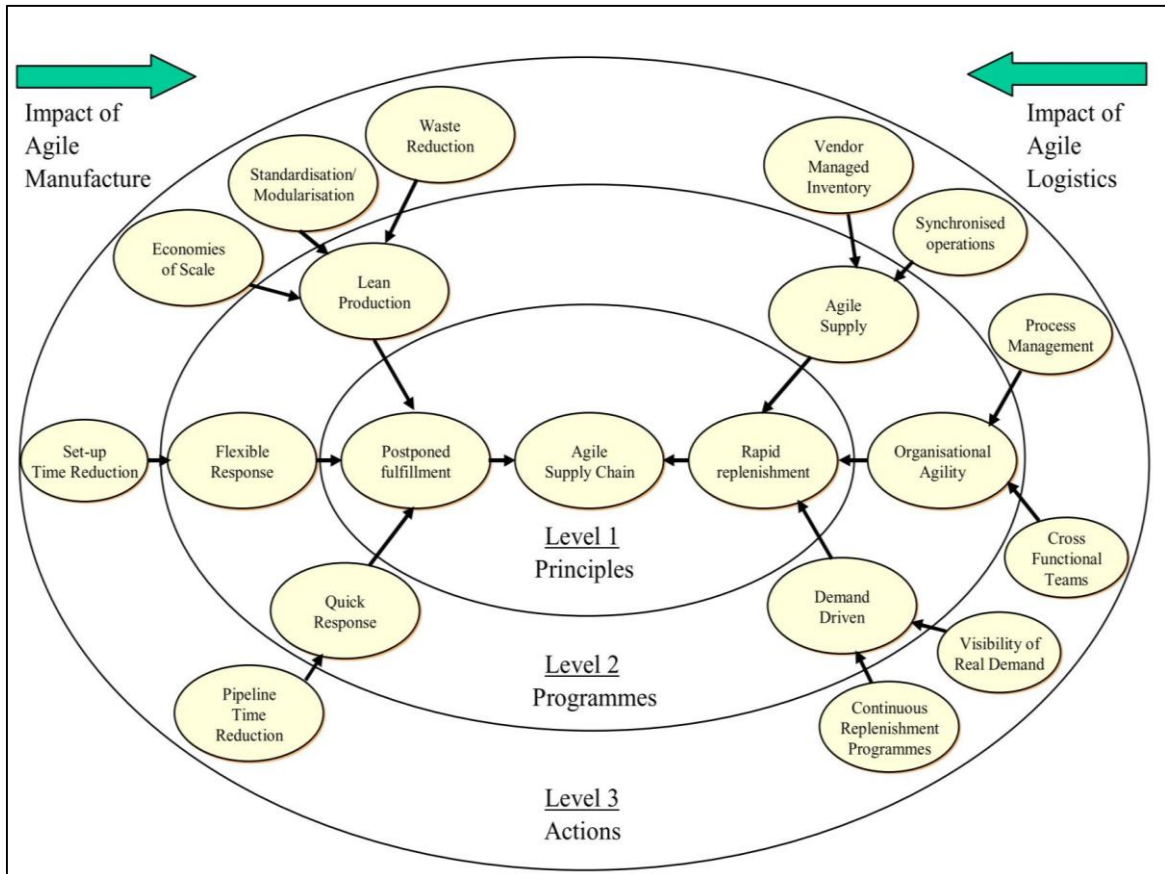 Impact of
Agile
Manufacture
Impact of
Agile
Logistics
Waste
Reduction
Standardisation/
Modularisation
Economies
of Scale
Lean
Production
Vendor
Managed
Inventory
Synchronised
operations
Agile
Supply
Process
Management
Set-up
Time Reduction
Flexible
Response
Postponed
fulfillment
Agile
Supply Chain
Rapid
replenishment
Organisational
Agility
Level 1
Principles
Cross
Functional
Teams
Quick
Response
Demand
Driven
Visibility of
Real Demand
Level 2
Programmes
Pipeline
Time
Reduction
Continuous
Replenishment
Programmes
Level 3
Actions